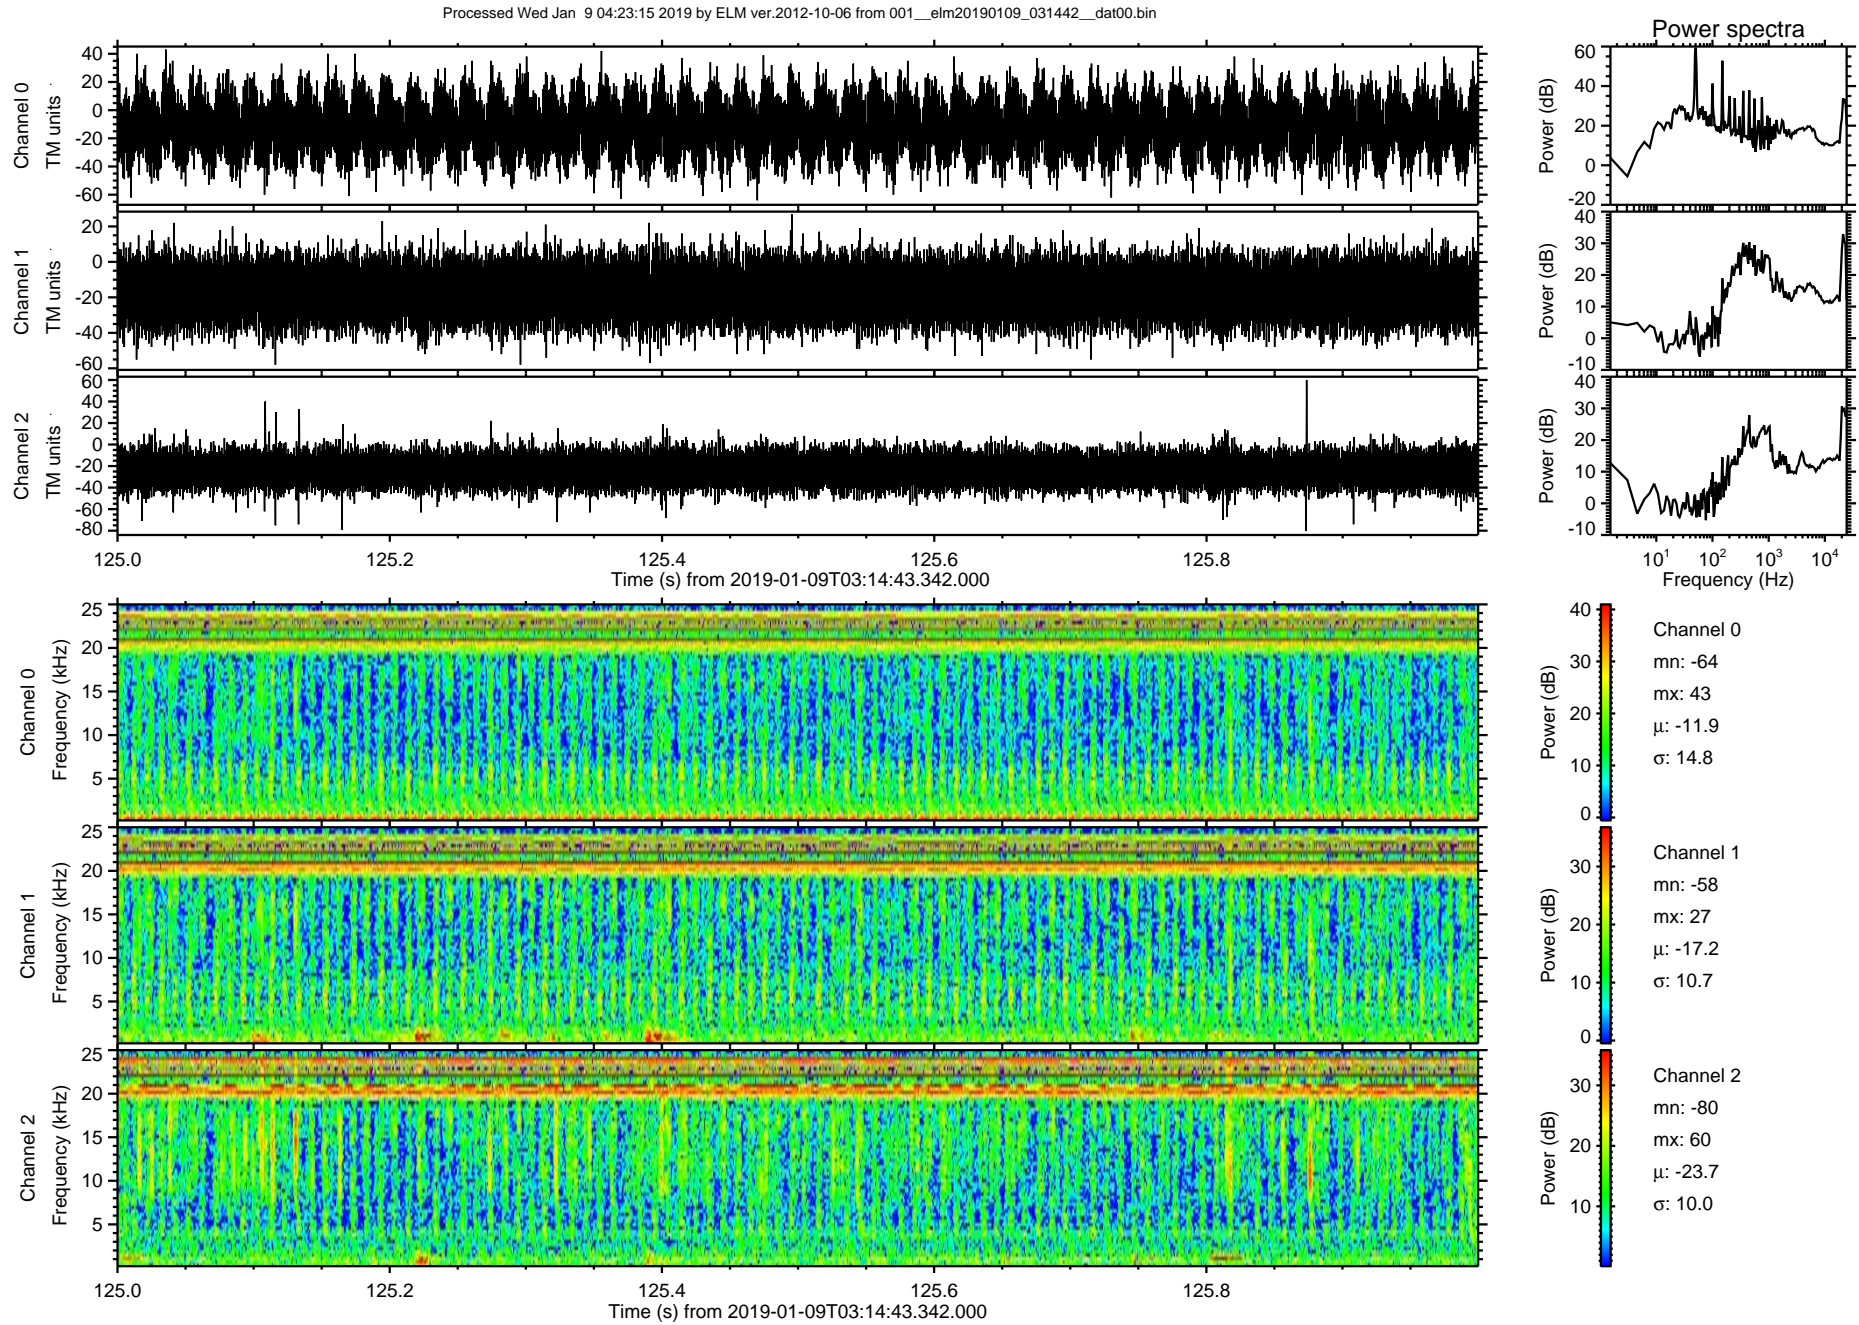 Processed Wed Jan  9 04:23:15 2019 by ELM ver.2012-10-06 from 001__elm20190109_031442__dat00.bin
Power spectra
Channel 0
TM units
40
20
0
-20
-40
-60
Power (dB)
60
40
20
0
-20
Channel 1
TM units
20
0
-20
-40
-60
Power (dB)
40
30
20
10
0
-10
Channel 2
TM units
60
40
20
0
-20
-40
-60
-80
Power (dB)
40
30
20
10
0
-10
125.0 125.2 125.4 125.6 125.8
Time (s) from 2019-01-09T03:14:43.342.000
10^1 10^2 10^3 10^4
Frequency (Hz)
Channel 0
Frequency (kHz)
25
20
15
10
5
Power (dB)
40
30
20
10
0
Channel 0
mn: -64
mx: 43
μ: -11.9
σ: 14.8
Channel 1
Frequency (kHz)
25
20
15
10
5
Power (dB)
30
20
10
0
Channel 1
mn: -58
mx: 27
μ: -17.2
σ: 10.7
Channel 2
Frequency (kHz)
25
20
15
10
5
Power (dB)
30
20
10
Channel 2
mn: -80
mx: 60
μ: -23.7
σ: 10.0
125.0 125.2 125.4 125.6 125.8
Time (s) from 2019-01-09T03:14:43.342.000